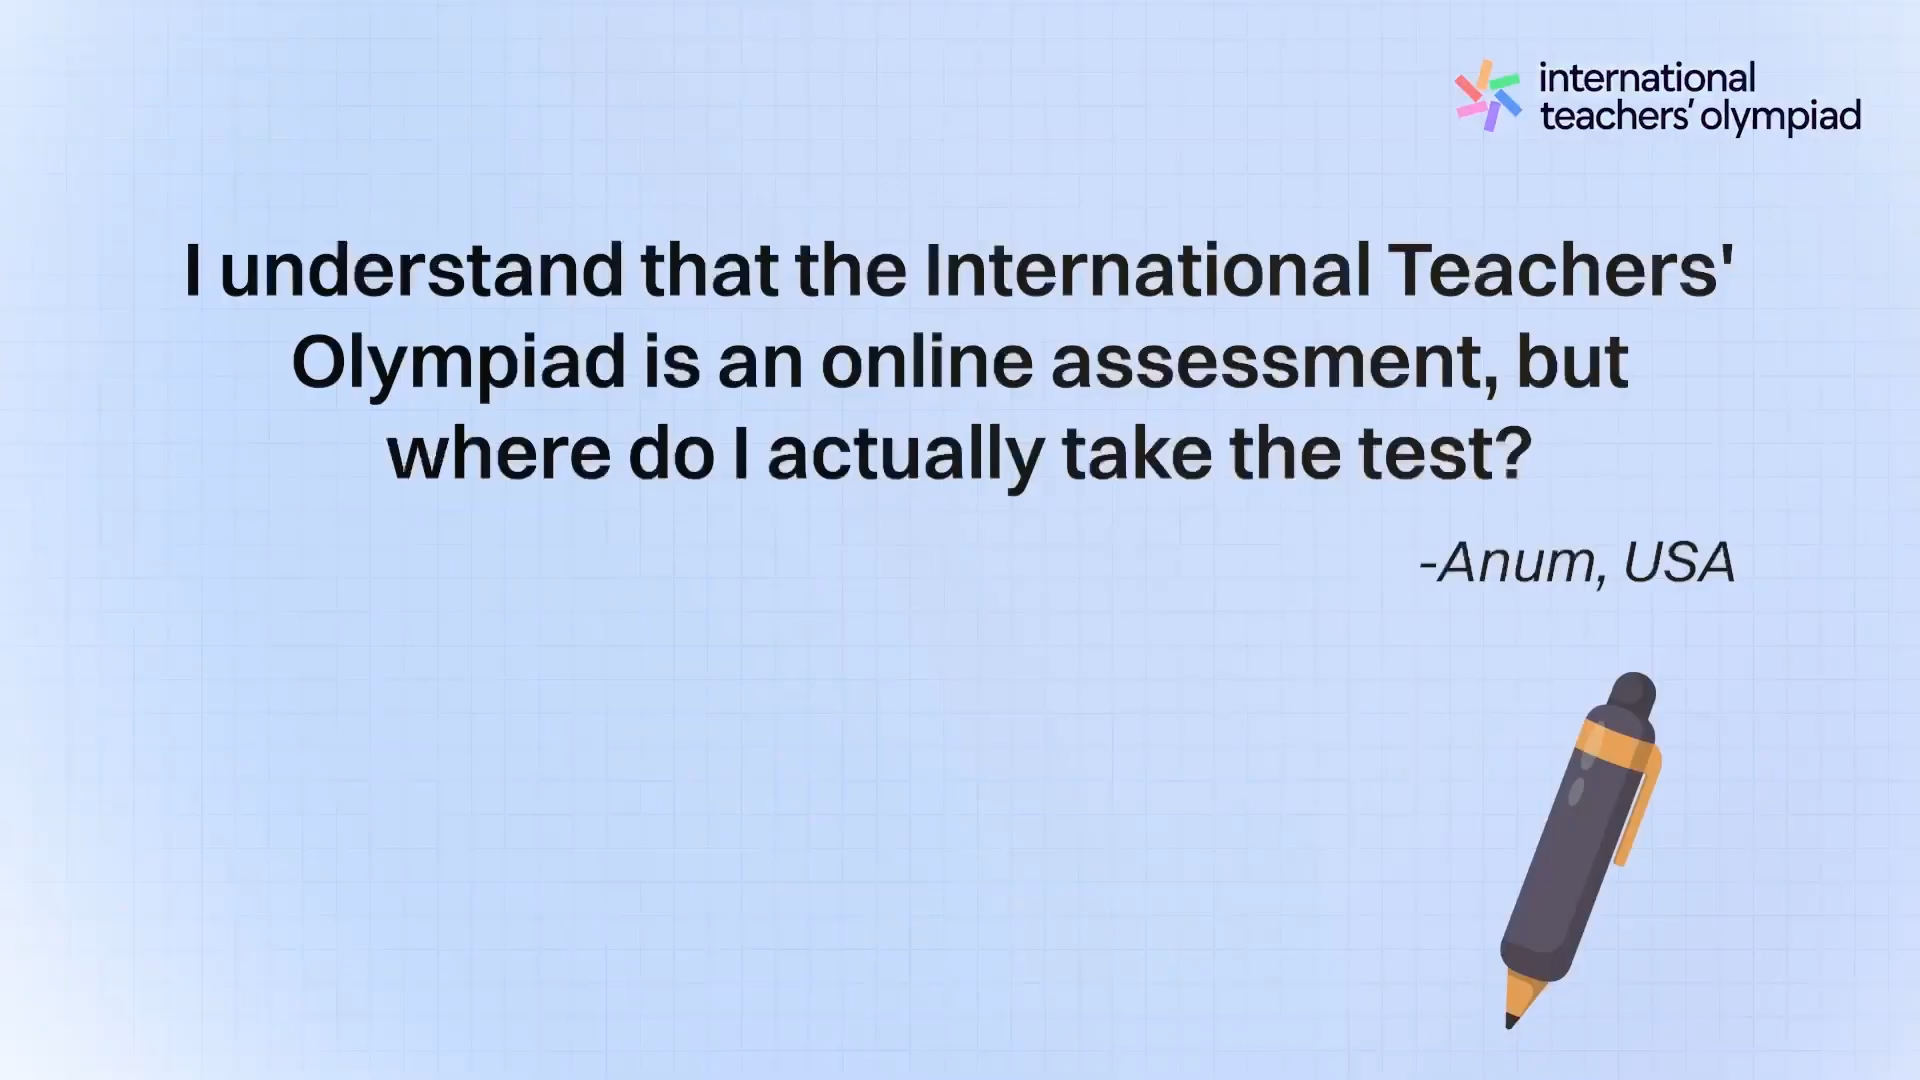 international
teachers’ olympiad
I understand that the International Teachers'
Olympiad is an online assessment, but
where do I actually take the test?
-Anum, USA